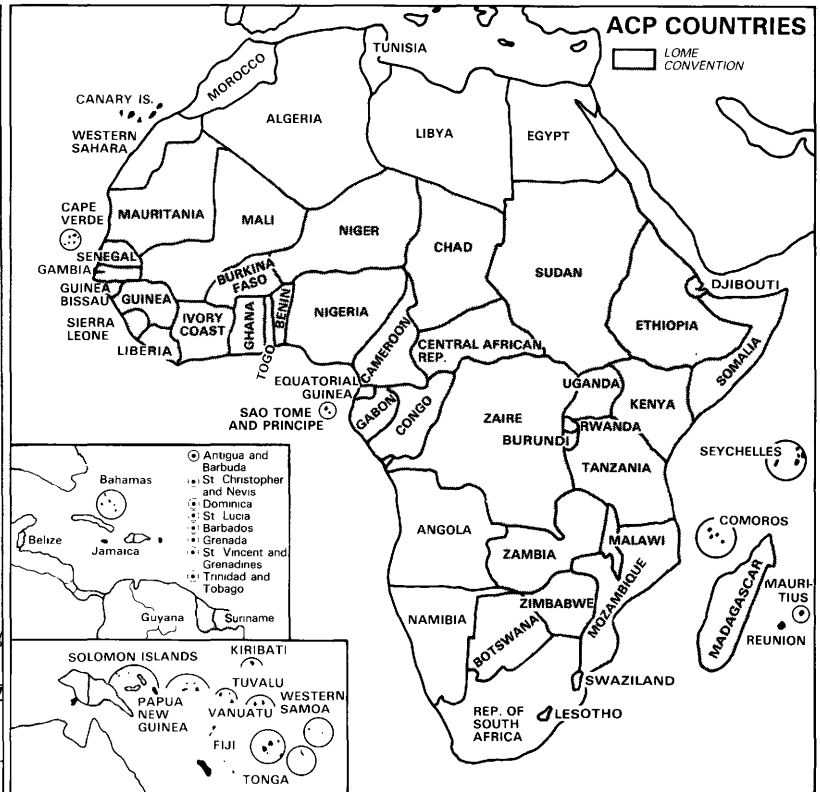 ACP COUNTRIES
LOME
CONVENTION
TUNISIA
MOROCCO
CANARY IS.
ALGERIA
LIBYA
EGYPT
WESTERN
SAHARA
CAPE
VERDE
MAURITANIA
MALI
NIGER
CHAD
SUDAN
SENEGAL
GAMBIA
GUINEA
BISSAU
GUINEA
BURKINA
FASO
DJIBOUTI
SIERRA
LEONE
IVORY
COAST
GHANA
TOGO
BENIN
NIGERIA
ETHIOPIA
SOMALIA
LIBERIA
CAMEROON
CENTRAL AFRICAN
REP.
EQUATORIAL
GUINEA
UGANDA
KENYA
SAO TOME
AND PRINCIPE
GABON
CONGO
ZAIRE
RWANDA
BURUNDI
SEYCHELLES
TANZANIA
Bahamas
Belize
Jamaica
Antigua and
Barbuda
St Christopher
and Nevis
Dominica
St Lucia
Barbados
Grenada
St Vincent and
Grenadines
Trinidad and
Tobago
Guyana
Suriname
ANGOLA
ZAMBIA
MALAWI
COMOROS
MOZAMBIQUE
MADAGASCAR
MAURI-
TIUS
REUNION
NAMIBIA
ZIMBABWE
BOTSWANA
SWAZILAND
REP. OF
SOUTH
AFRICA
LESOTHO
SOLOMON ISLANDS
KIRIBATI
TUVALU
PAPUA
NEW
GUINEA
VANUATU
WESTERN
SAMOA
FIJI
TONGA